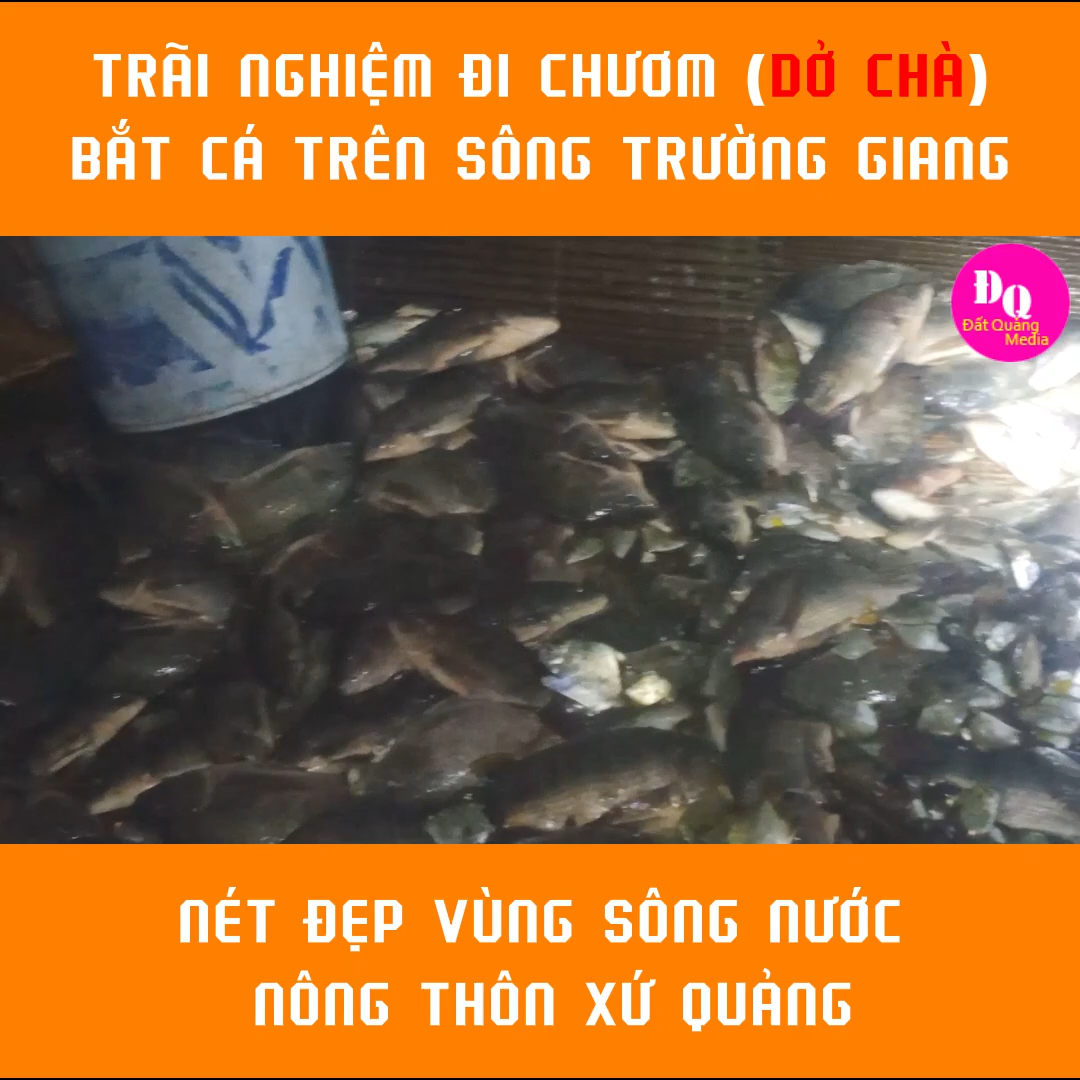 TRÃI NGHIỆM ĐI CHƯƠM (DỞ CHÀ)
BẮT CÁ TRÊN SÔNG TRƯỜNG GIANG
ĐQ
Đất Quảng
Media
NÉT ĐẸP VÙNG SÔNG NƯỚC
NÔNG THÔN XỨ QUẢNG